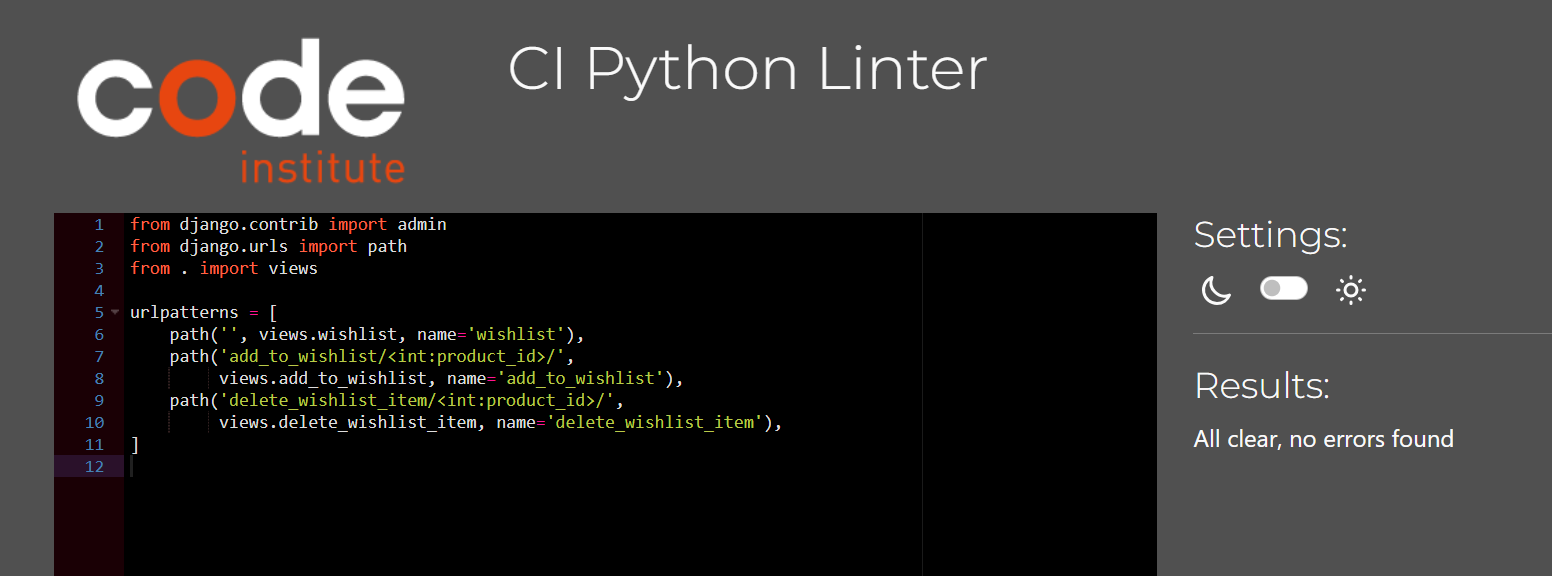 code
institute
CI Python Linter
1 from django.contrib import admin
2 from django.urls import path
3 from . import views
4
5 urlpatterns = [
6     path('', views.wishlist, name='wishlist'),
7     path('add_to_wishlist/<int:product_id>/',
8          views.add_to_wishlist, name='add_to_wishlist'),
9     path('delete_wishlist_item/<int:product_id>/',
10          views.delete_wishlist_item, name='delete_wishlist_item'),
11 ]
12
Settings:
Results:
All clear, no errors found